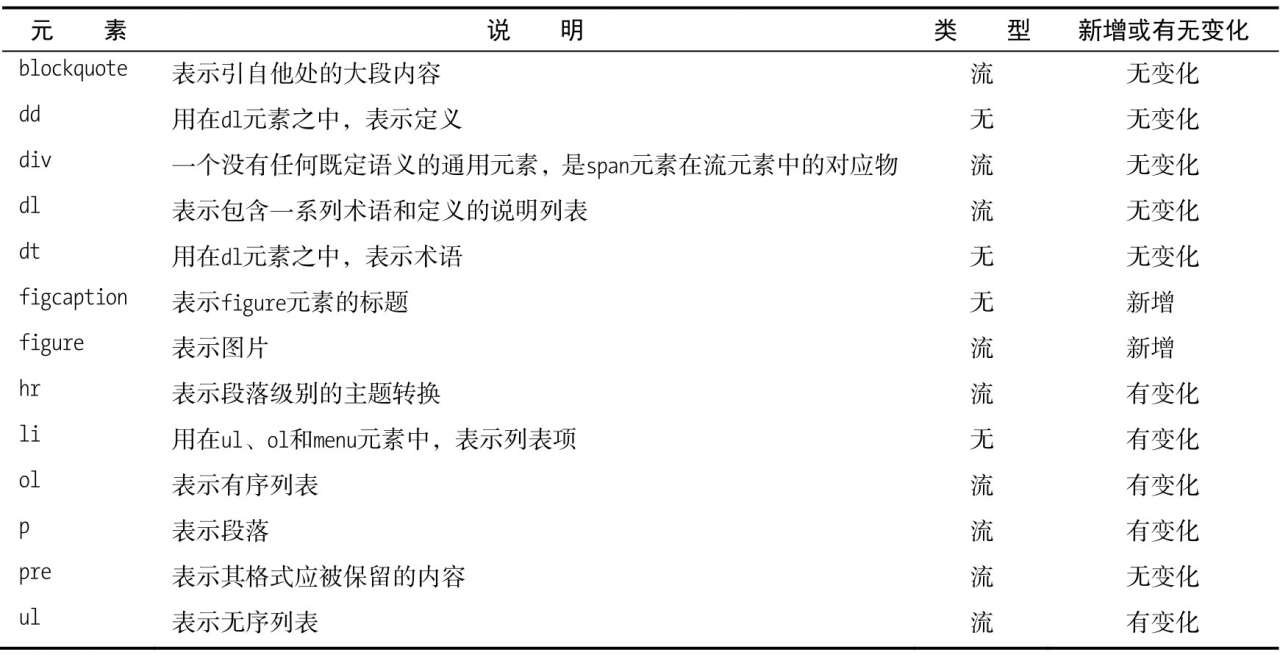 元 素 说 明 类 型 新增或有无变化
blockquote 表示引自他处的大段内容 流 无变化
dd 用在dl元素之中，表示定义 无 无变化
div 一个没有任何既定语义的通用元素，是span元素在流元素中的对应物 流 无变化
dl 表示包含一系列术语和定义的说明列表 流 无变化
dt 用在dl元素之中，表示术语 无 无变化
figcaption 表示figure元素的标题 无 新增
figure 表示图片 流 新增
hr 表示段落级别的主题转换 流 有变化
li 用在ul、ol和menu元素中，表示列表项 无 有变化
ol 表示有序列表 流 有变化
p 表示段落 流 有变化
pre 表示其格式应被保留的内容 流 无变化
ul 表示无序列表 流 有变化